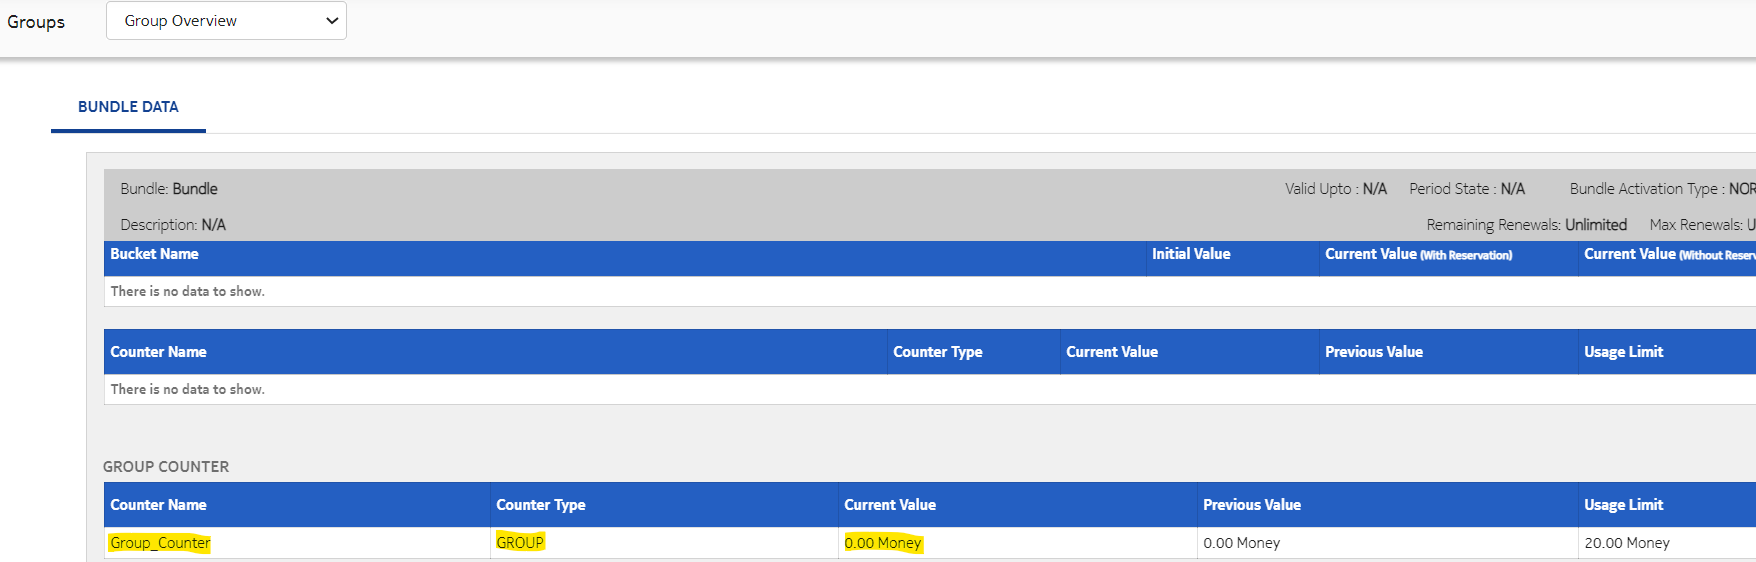 Groups Group Overview
BUNDLE DATA
Bundle: Bundle Valid Upto : N/A Period State : N/A Bundle Activation Type : NOR
Description: N/A Remaining Renewals: Unlimited Max Renewals: U
Bucket Name Initial Value Current Value (With Reservation) Current Value (Without Reserv
There is no data to show.
Counter Name Counter Type Current Value Previous Value Usage Limit
There is no data to show.
GROUP COUNTER
Counter Name Counter Type Current Value Previous Value Usage Limit
Group_Counter GROUP 0.00 Money 0.00 Money 20.00 Money